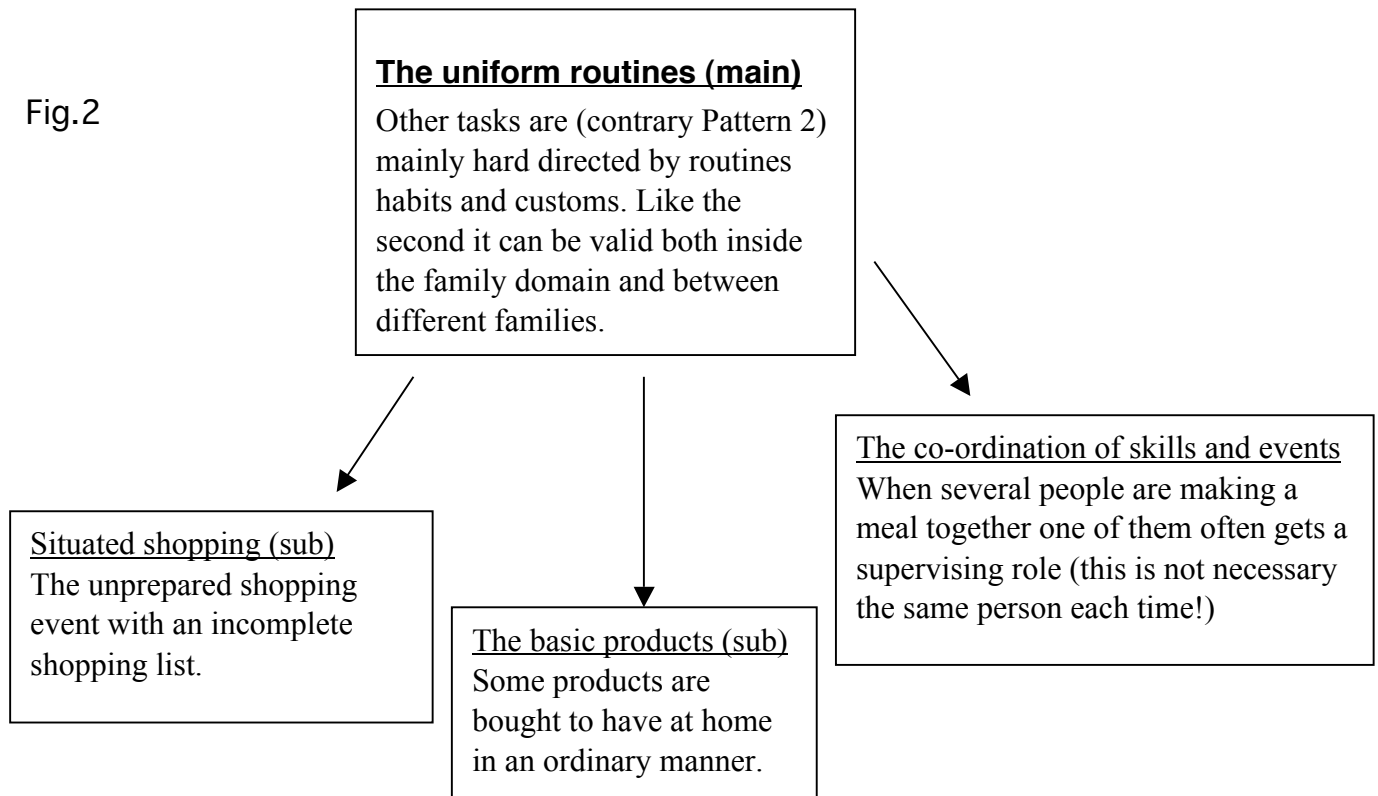 Fig.2
The uniform routines (main)
Other tasks are (contrary Pattern 2)
mainly hard directed by routines
habits and customs. Like the
second it can be valid both inside
the family domain and between
different families.
Situated shopping (sub)
The unprepared shopping
event with an incomplete
shopping list.
The basic products (sub)
Some products are
bought to have at home
in an ordinary manner.
The co-ordination of skills and events
When several people are making a
meal together one of them often gets a
supervising role (this is not necessary
the same person each time!)